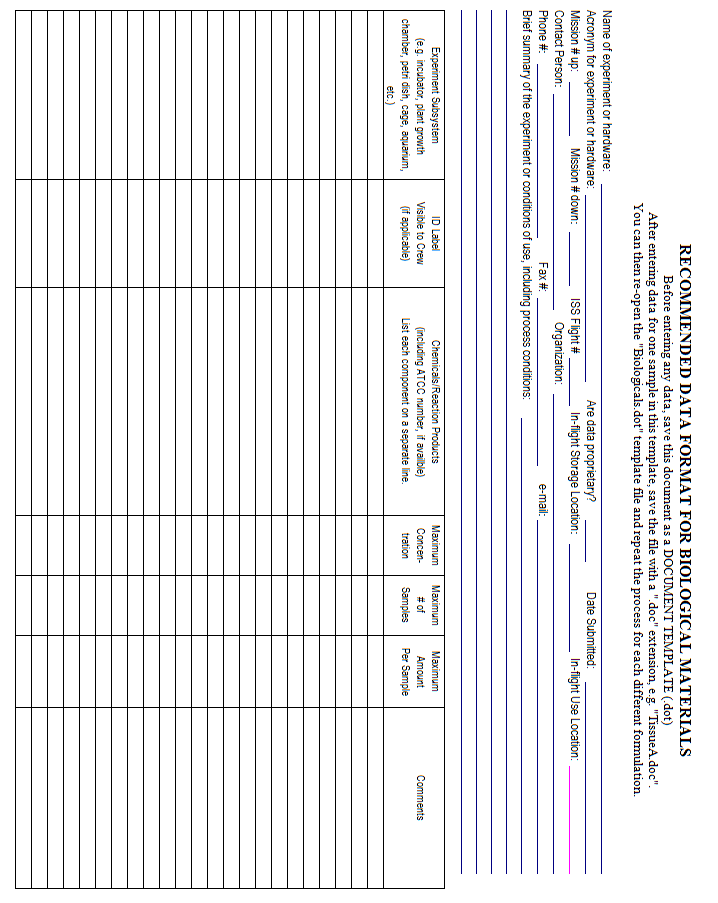 RECOMMENDED DATA FORMAT FOR BIOLOGICAL MATERIALS
Before entering any data, save this document as a DOCUMENT TEMPLATE (.dot)
After entering data for one sample in this template, save the file with a ".doc" extension, e.g. "TissueA.doc".
You can then re-open the "Biologicals.dot" template file and repeat the process for each different formulation.
Name of experiment or hardware:
Acronym for experiment or hardware: Are data proprietary? Date Submitted:
Mission # up: Mission # down: ISS Flight # In-flight Storage Location: In-flight Use Location:
Contact Person: Organization:
Phone #: Fax #: e-mail:
Brief summary of the experiment or conditions of use, including process conditions:
Experiment Subsystem
(e.g. incubator, plant growth
chamber, petri dish, cage, aquarium,
etc.)
ID Label
Visible to Crew
(if applicable)
Chemicals/Reaction Products
(including ATCC number, if availble)
List each component on a separate line.
Maximum
Concen-
tration
Maximum
# of
Samples
Maximum
Amount
Per Sample
Comments